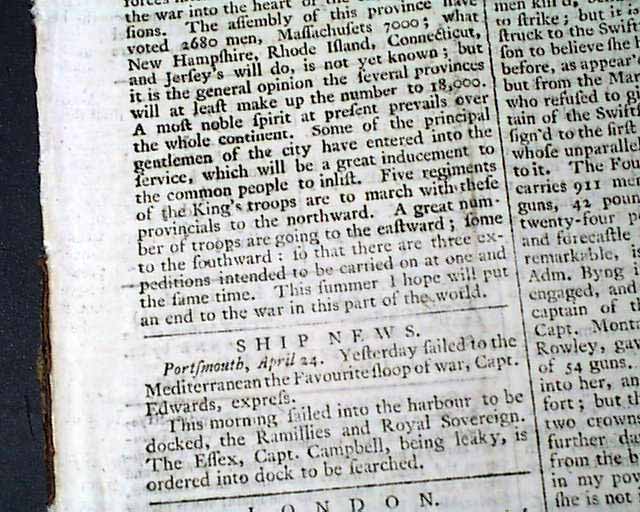 the war into the heart of the
sions. The assembly of this province have
voted 2680 men, Massachusets 7000; what
New Hampshire, Rhode Island, Connecticut,
and Jersey's will do, is not yet known; but
it is the general opinion the several provinces
will at least make up the number to 18,000.
A most noble spirit at present prevails over
the whole continent. Some of the principal
gentlemen of the city have entered into the
service, which will be a great inducement to
the common people to inlist. Five regiments
of the King's troops are to march with these
provincials to the northward. A great num-
ber of troops are going to the eastward; some
to the southward: so that there are three ex-
peditions intended to be carried on at one and
the same time. This summer I hope will put
an end to the war in this part of the world.
SHIP NEWS.
Portsmouth, April 24. Yesterday sailed to the
Mediterranean the Favourite sloop of war, Capt.
Edwards, express.
This morning sailed into the harbour to be
docked, the Ramillies and Royal Sovereign.
The Essex, Capt. Campbell, being leaky, is
ordered into dock to be searched.
LONDON.
men kill'd,
to strike; but it
struck to the Swift
son to believe she
before, as appear'
but from the
who refused to
tain of the Swift
sign'd to the first
whose unparallel
to it. The
carries 911 men
guns, 42
twenty-four
and forecastle
remarkable,
Adm. Byng
engaged, and
captain of
Capt.
Rowley,
of 54 guns.
into her, an
fort; but
two crown
further
from the
in my
she is not